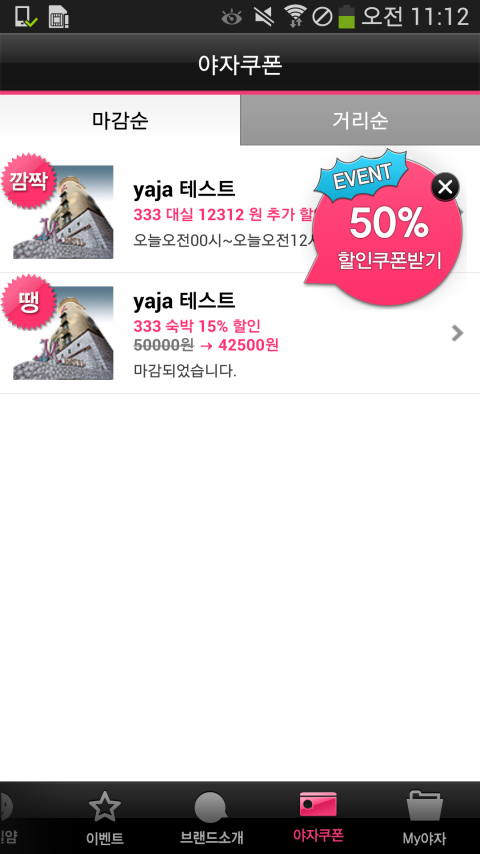 오전 11:12
야자쿠폰
마감순
거리순
깜짝
yaja 테스트
333 대실 12312 원 추가 할
오늘오전00시~오늘오전12시
EVENT
50%
할인쿠폰받기
땡
yaja 테스트
333 숙박 15% 할인
50000원 → 42500원
마감되었습니다.
이벤트
브랜드소개
야자쿠폰
My야자